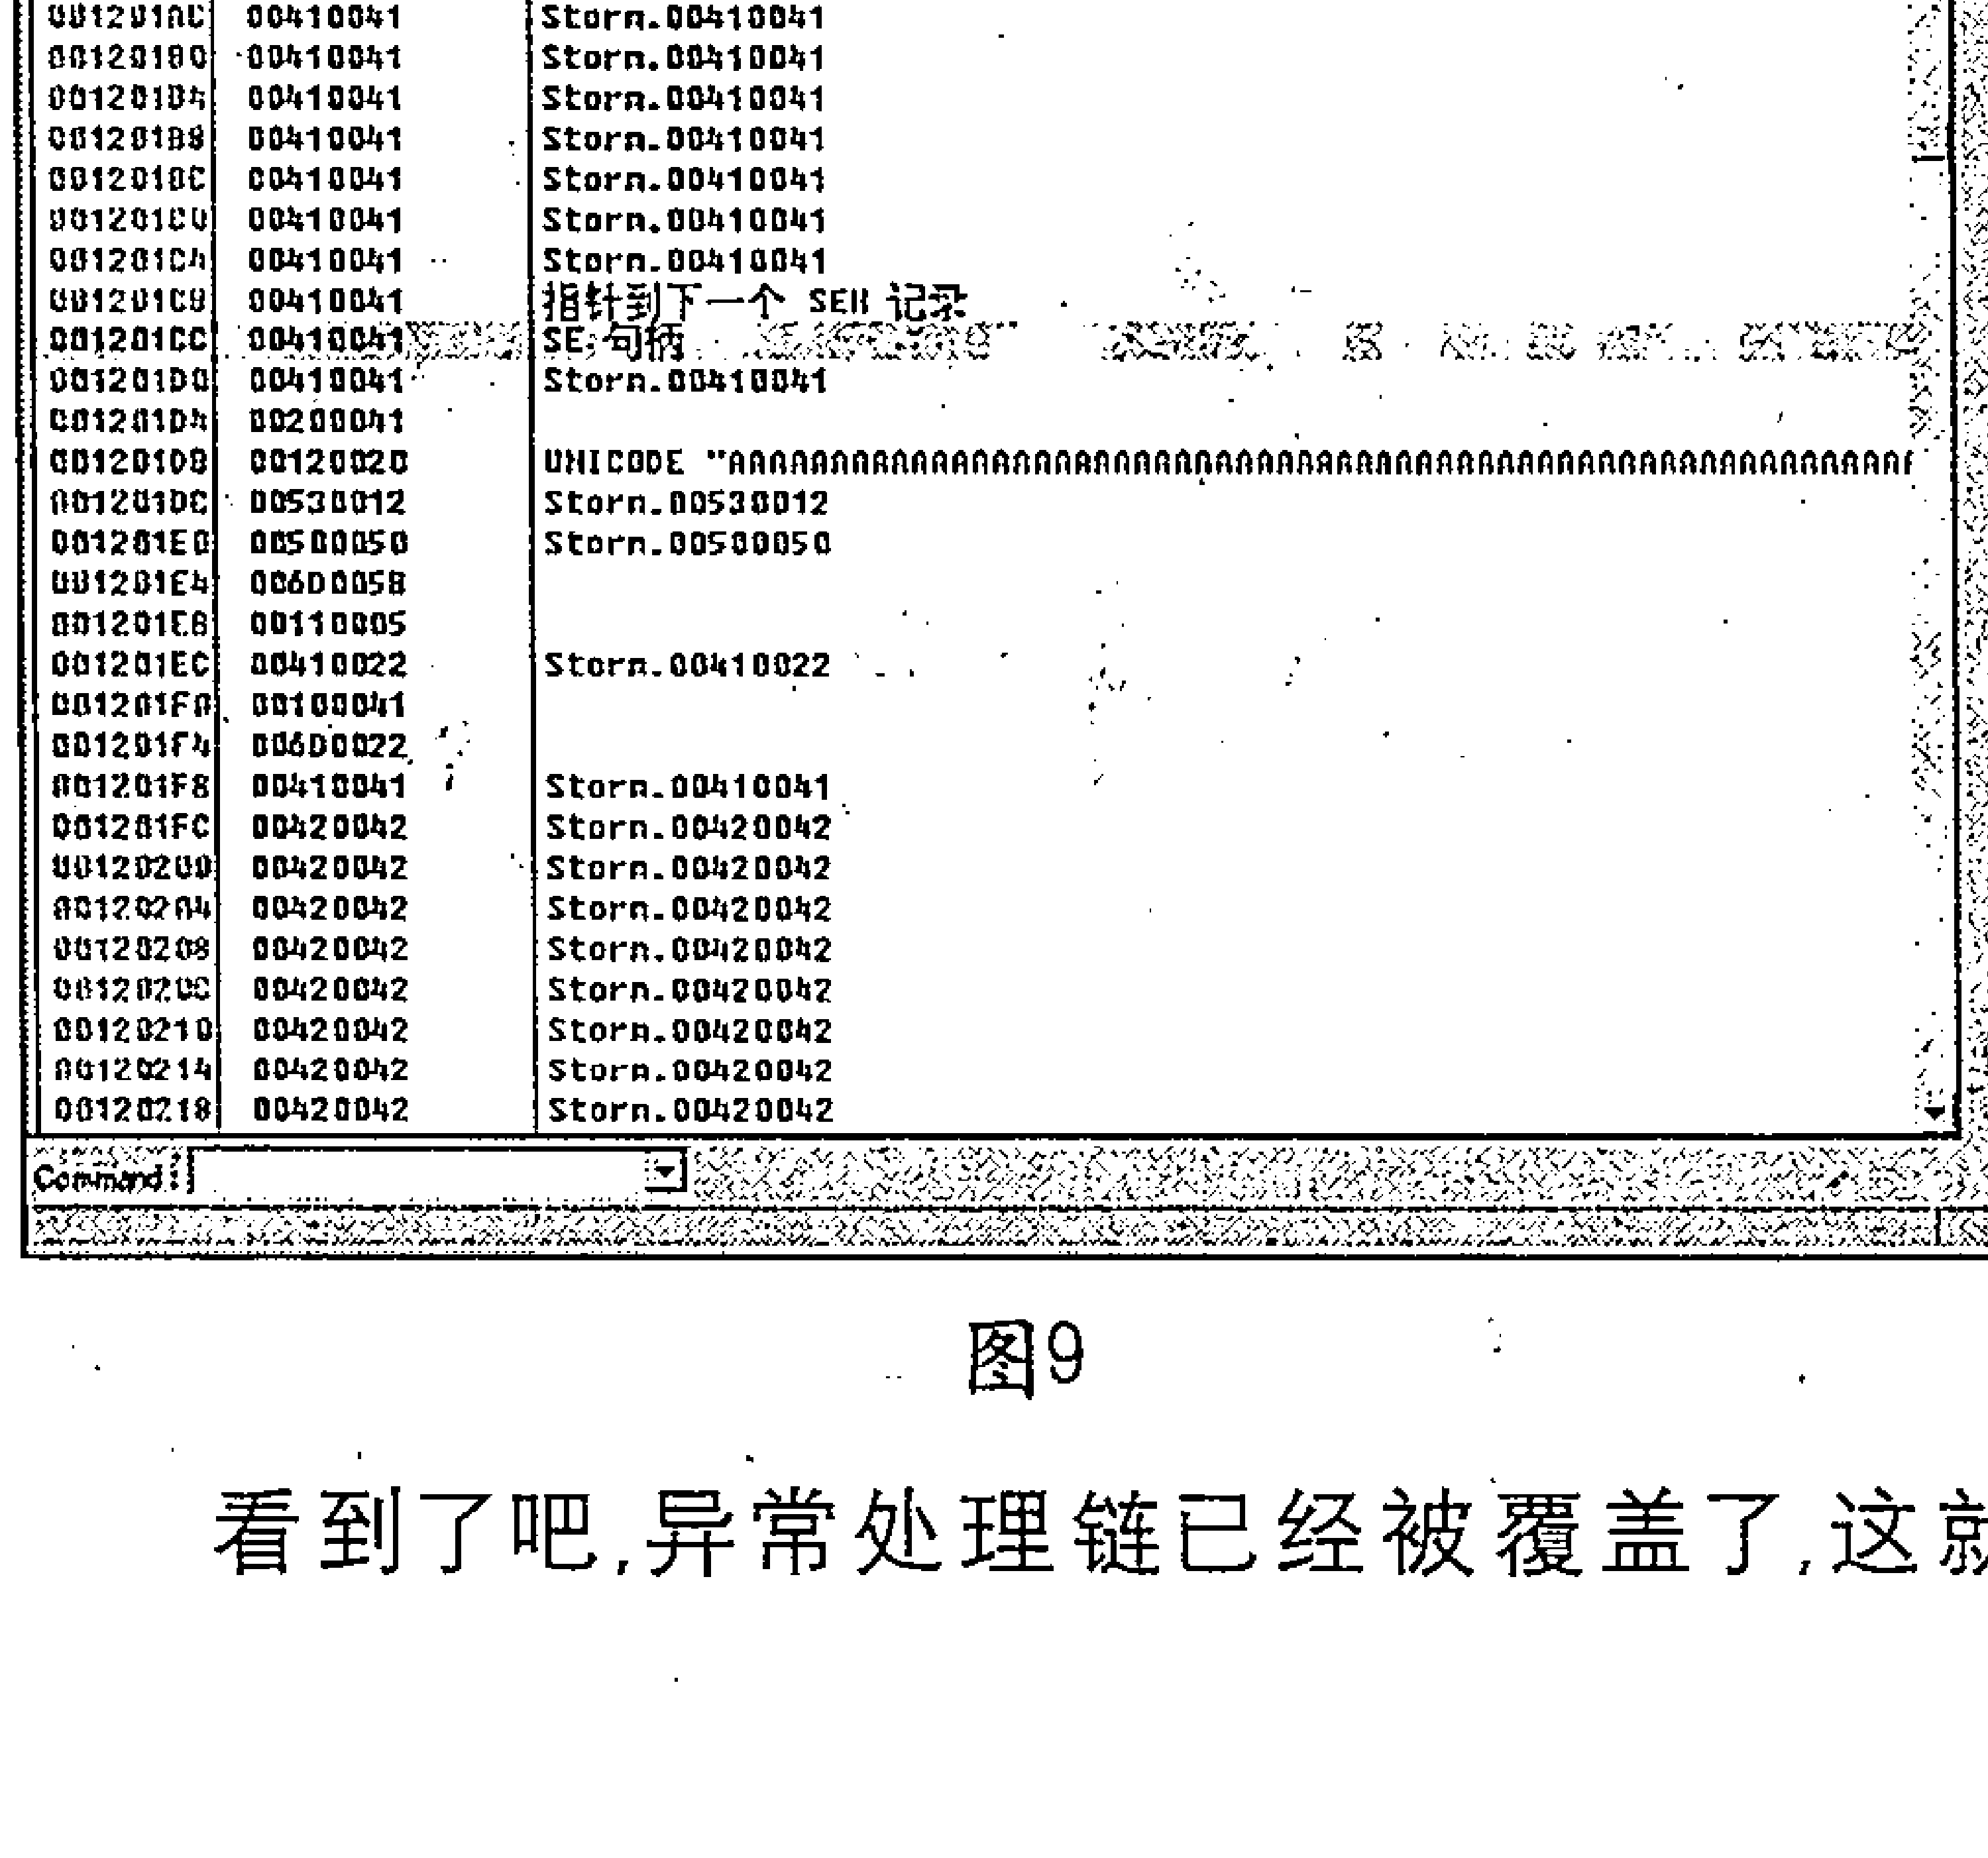 001201AC 00410041 Storm.00410041
001201B0 00410041 Storm.00410041
001201B4 00410041 Storm.00410041
001201B8 00410041 Storm.00410041
001201BC 00410041 Storm.00410041
001201C0 00410041 Storm.00410041
001201C4 00410041 Storm.00410041
001201C8 00410041 指针到下一个 SEH 记录
001201CC 00410041 SE 句柄
001201D0 00410041 Storm.00410041
001201D4 00200041
001201D8 00120020 UNICODE "AAAAAAAAAAAAAAAAAAAAAAAAAAAAAAAAAAAAAAAAAAAAAAAAAAAAAAAAAA
001201DC 00530012 Storm.00530012
001201E0 00500050 Storm.00500050
001201E4 006D0058
001201E8 00110005
001201EC 00410022 Storm.00410022
001201F0 00100041
001201F4 006D0022
001201F8 00410041 Storm.00410041
001201FC 00420042 Storm.00420042
00120200 00420042 Storm.00420042
00120204 00420042 Storm.00420042
00120208 00420042 Storm.00420042
0012020C 00420042 Storm.00420042
00120210 00420042 Storm.00420042
00120214 00420042 Storm.00420042
00120218 00420042 Storm.00420042
Command:
图9
看到了吧,异常处理链已经被覆盖了,这就